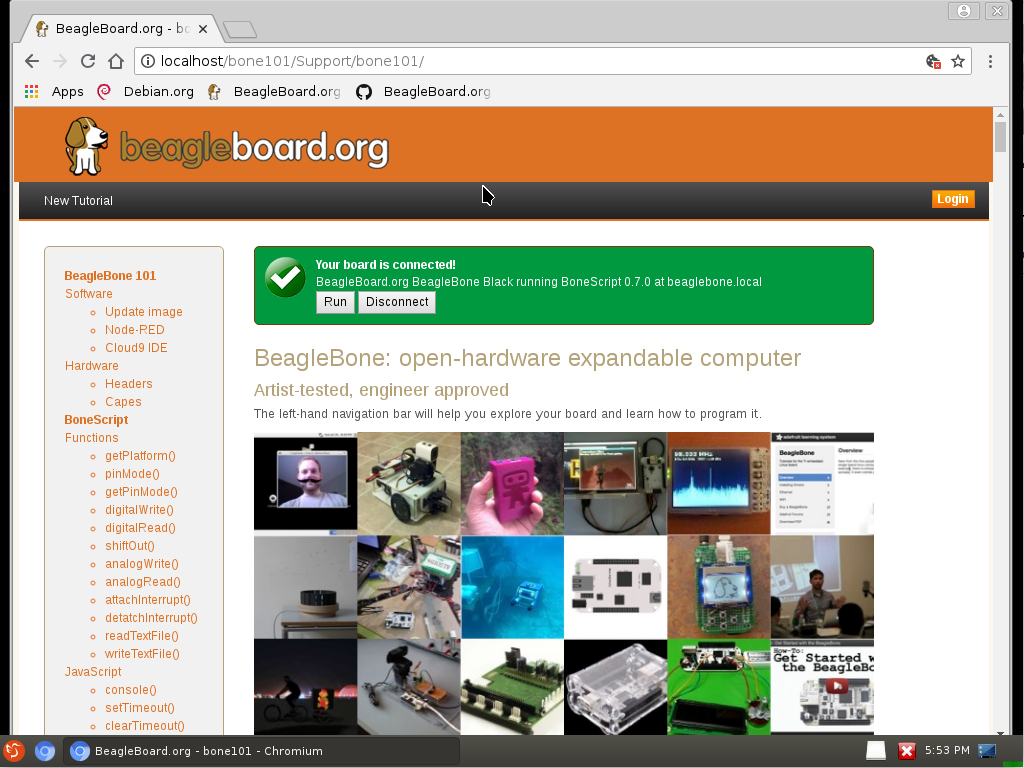 BeagleBoard.org - bo
localhost/bone101/Support/bone101/
Apps
Debian.org
BeagleBoard.org
BeagleBoard.org
beagleboard.org
New Tutorial
Login
BeagleBone 101
Software
Update image
Node-RED
Cloud9 IDE
Hardware
Headers
Capes
BoneScript
Functions
getPlatform()
pinMode()
getPinMode()
digitalWrite()
digitalRead()
shiftOut()
analogWrite()
analogRead()
attachInterrupt()
detatchInterrupt()
readTextFile()
writeTextFile()
JavaScript
console()
setTimeout()
clearTimeout()
Your board is connected!
BeagleBoard.org BeagleBone Black running BoneScript 0.7.0 at beaglebone.local
Run Disconnect
BeagleBone: open-hardware expandable computer
Artist-tested, engineer approved
The left-hand navigation bar will help you explore your board and learn how to program it.
adafruit learning system
BeagleBone
Overview
How-To:
Get Started w
the BeagleBo
BeagleBoard.org - bone101 - Chromium
5:53 PM